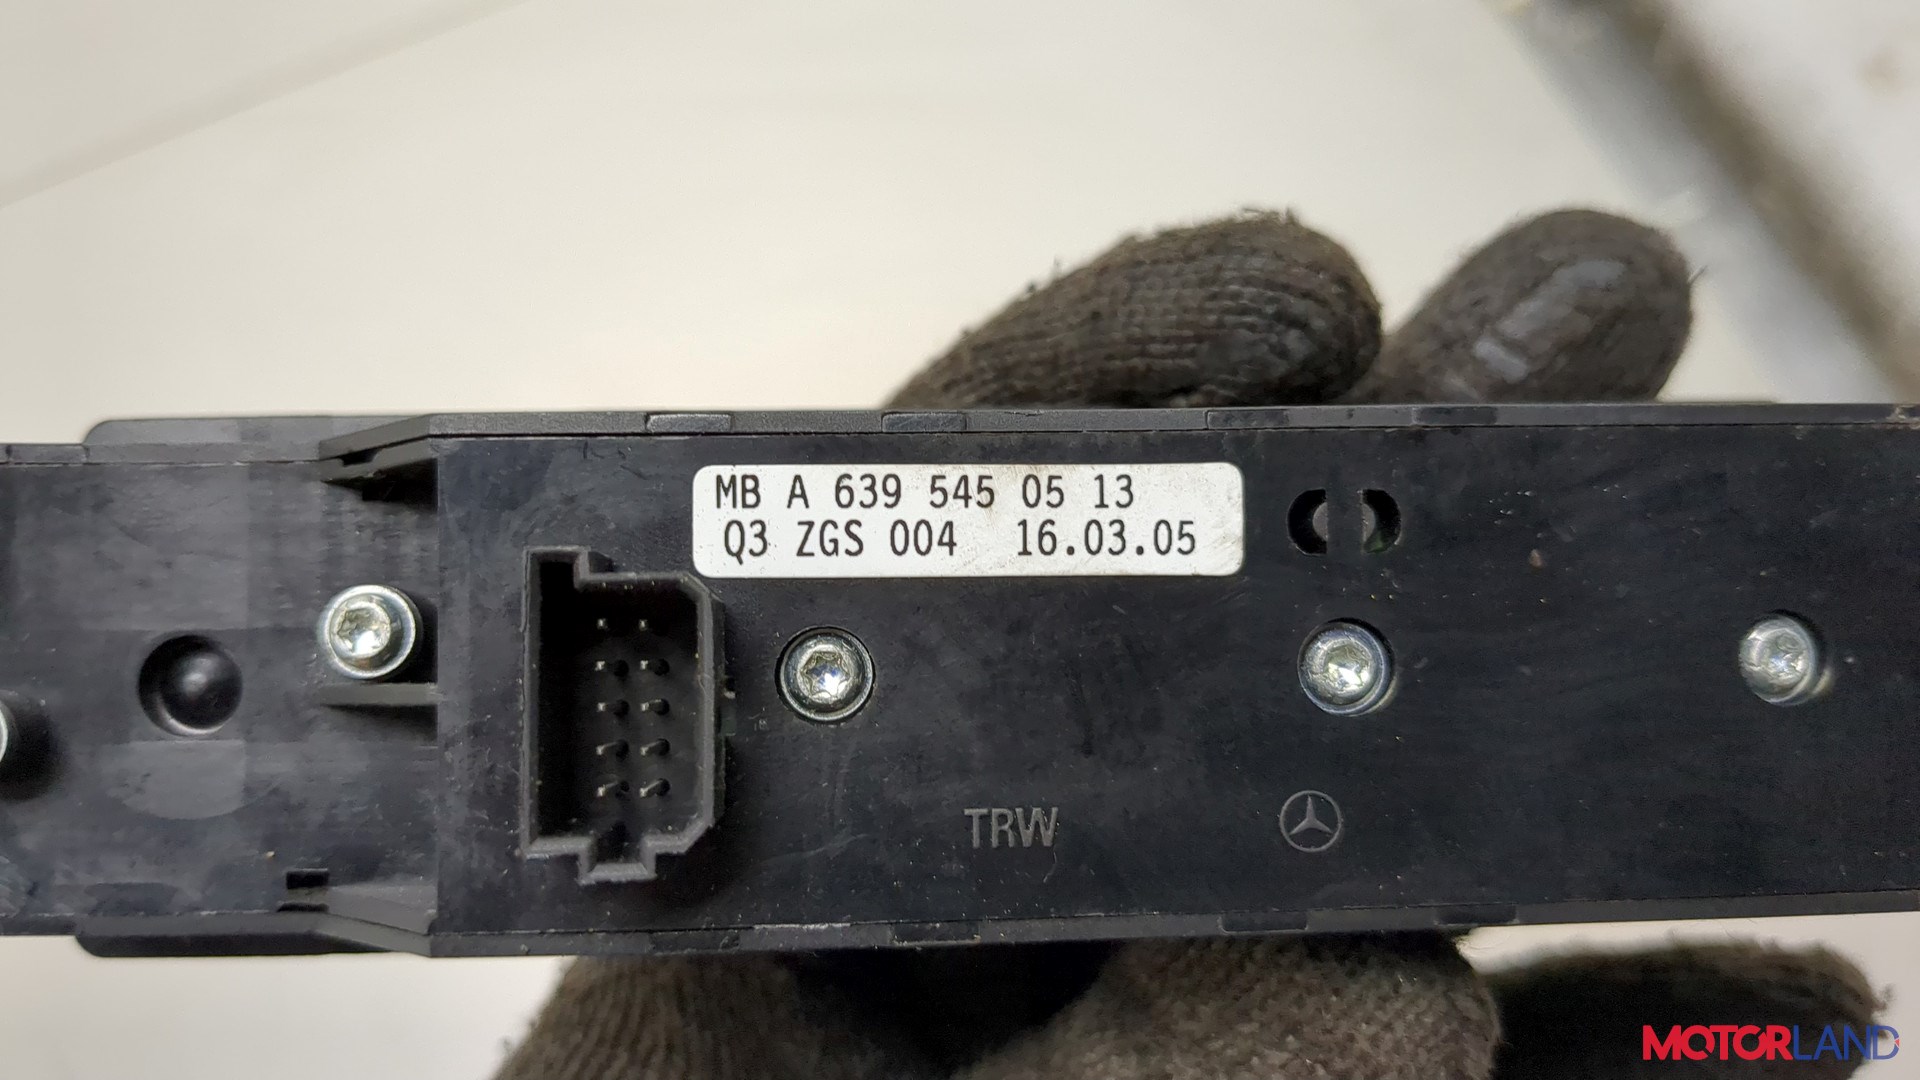 MB A 639 545 05 13
Q3 ZGS 004 16.03.05
TRW
MOTORLAND